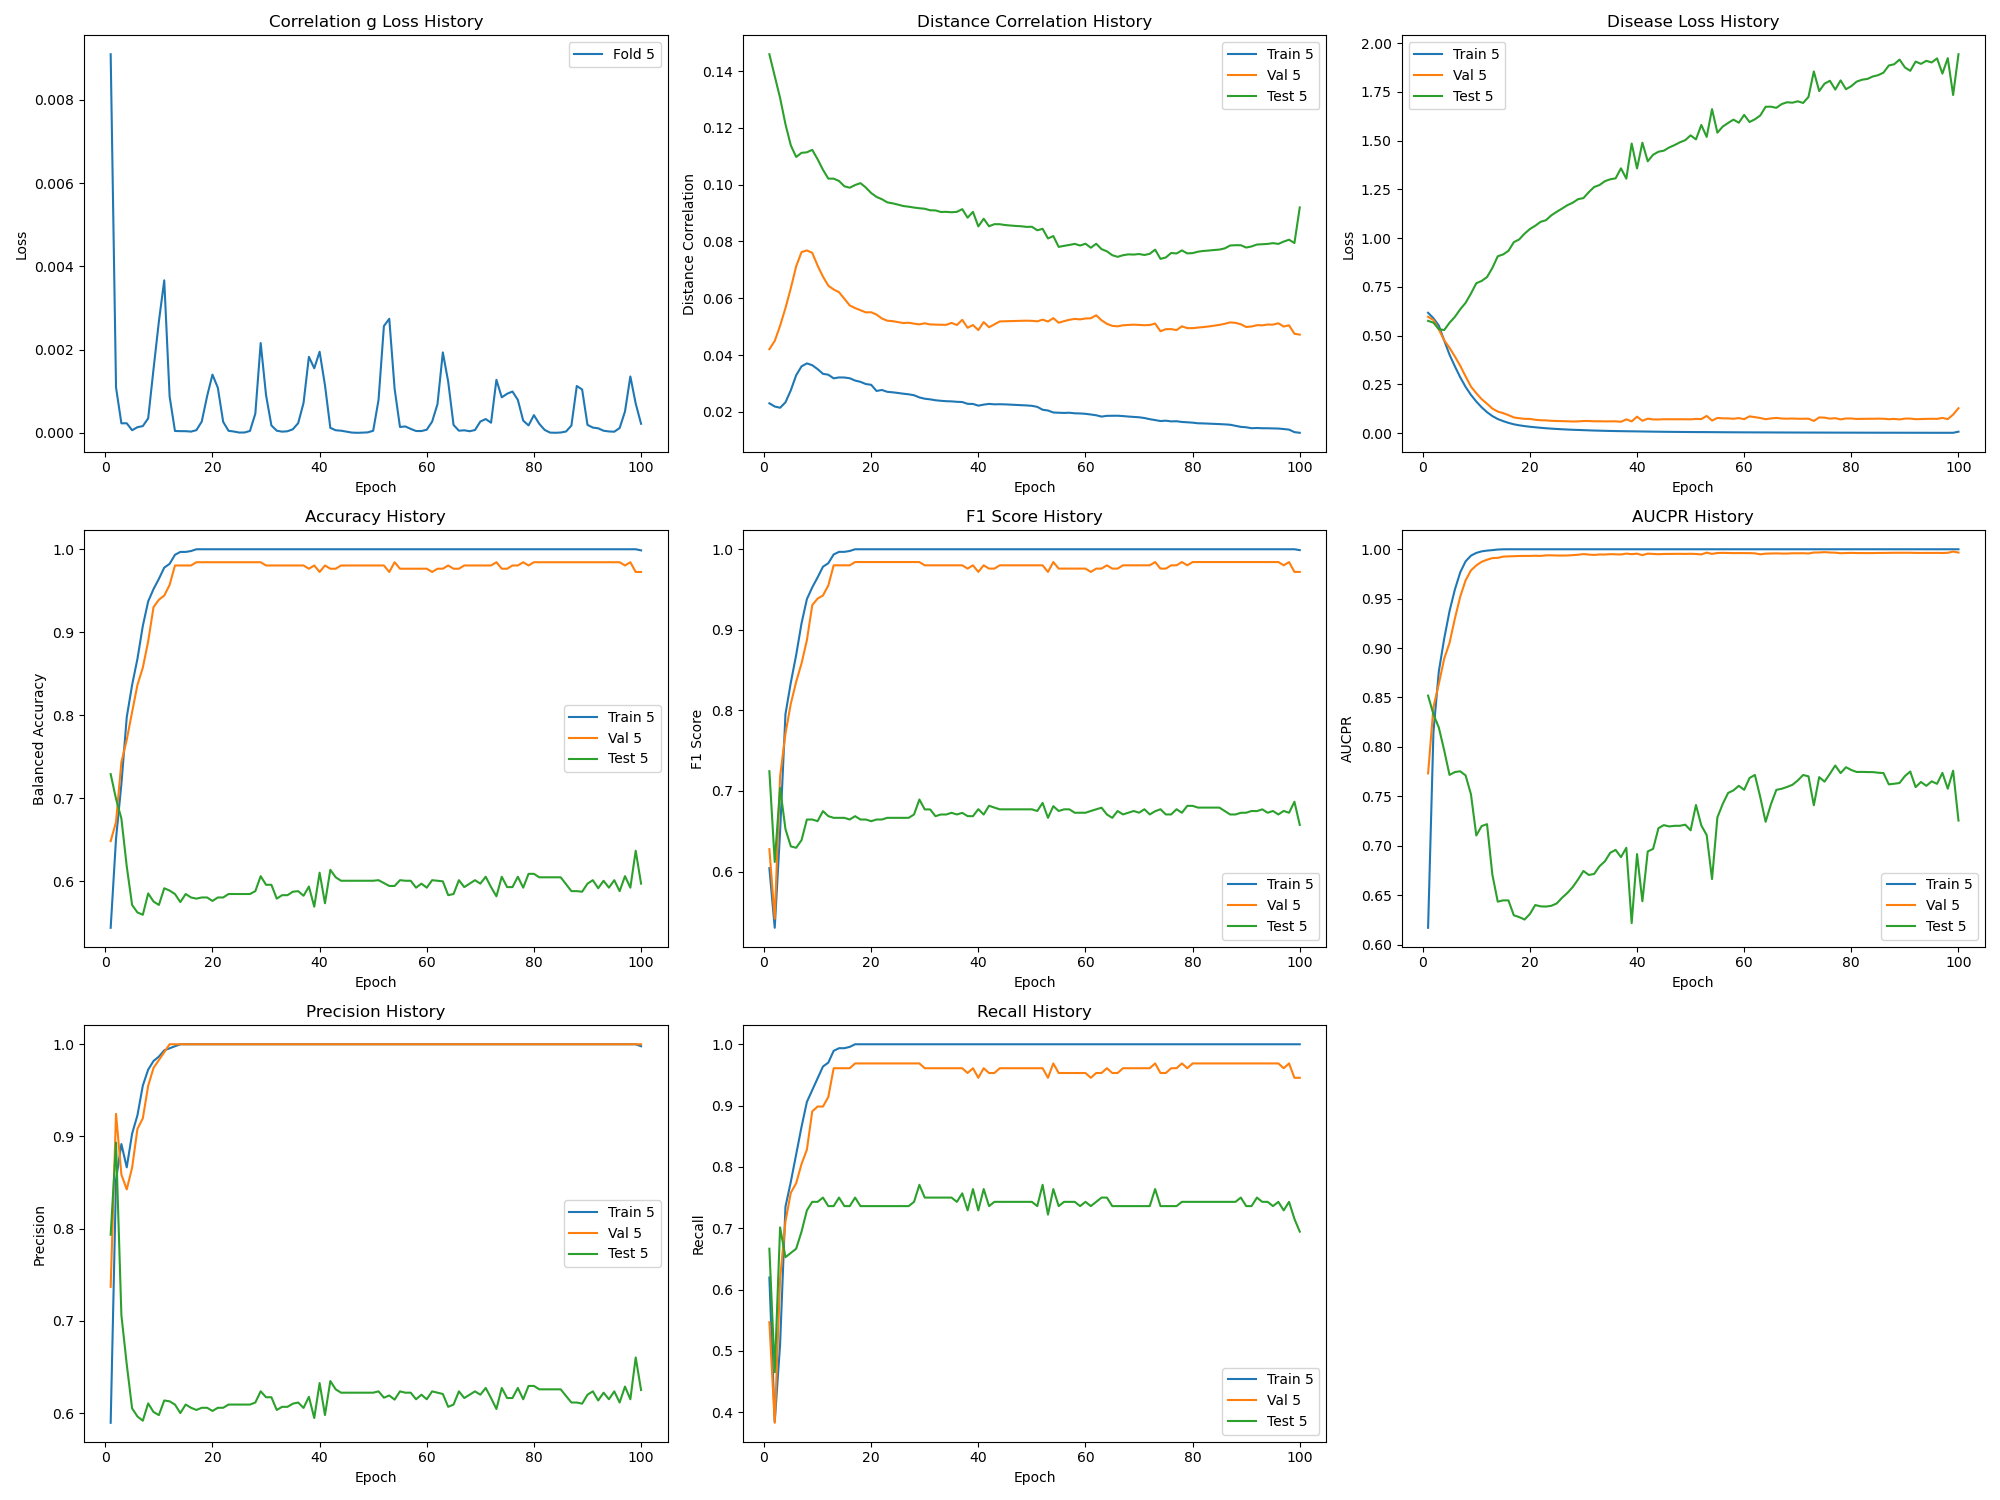 Correlation g Loss History
Loss
0.008
0.006
0.004
0.002
0.000
0 20 40 60 80 100
Epoch
Fold 5
Distance Correlation History
Distance Correlation
0.14
0.12
0.10
0.08
0.06
0.04
0.02
0 20 40 60 80 100
Epoch
Train 5
Val 5
Test 5
Disease Loss History
Loss
2.00
1.75
1.50
1.25
1.00
0.75
0.50
0.25
0.00
0 20 40 60 80 100
Epoch
Train 5
Val 5
Test 5
Accuracy History
Balanced Accuracy
1.0
0.9
0.8
0.7
0.6
0 20 40 60 80 100
Epoch
Train 5
Val 5
Test 5
F1 Score History
F1 Score
1.0
0.9
0.8
0.7
0.6
0 20 40 60 80 100
Epoch
Train 5
Val 5
Test 5
AUCPR History
AUCPR
1.00
0.95
0.90
0.85
0.80
0.75
0.70
0.65
0.60
0 20 40 60 80 100
Epoch
Train 5
Val 5
Test 5
Precision History
Precision
1.0
0.9
0.8
0.7
0.6
0 20 40 60 80 100
Epoch
Train 5
Val 5
Test 5
Recall History
Recall
1.0
0.9
0.8
0.7
0.6
0.5
0.4
0 20 40 60 80 100
Epoch
Train 5
Val 5
Test 5